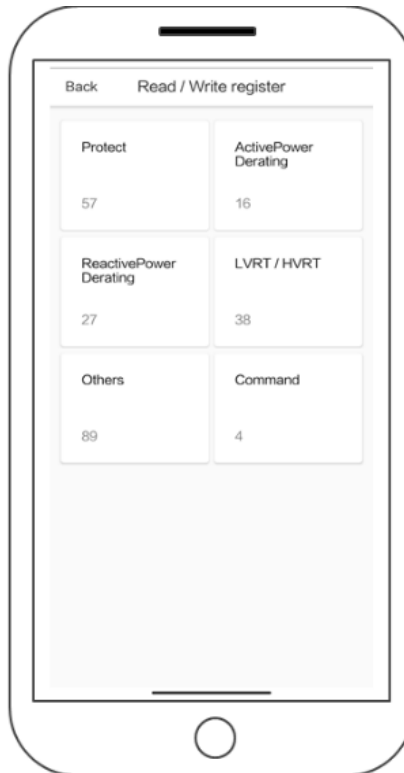 Back Read / Write register
Protect
57
ActivePower
Derating
16
ReactivePower
Derating
27
LVRT / HVRT
38
Others
89
Command
4